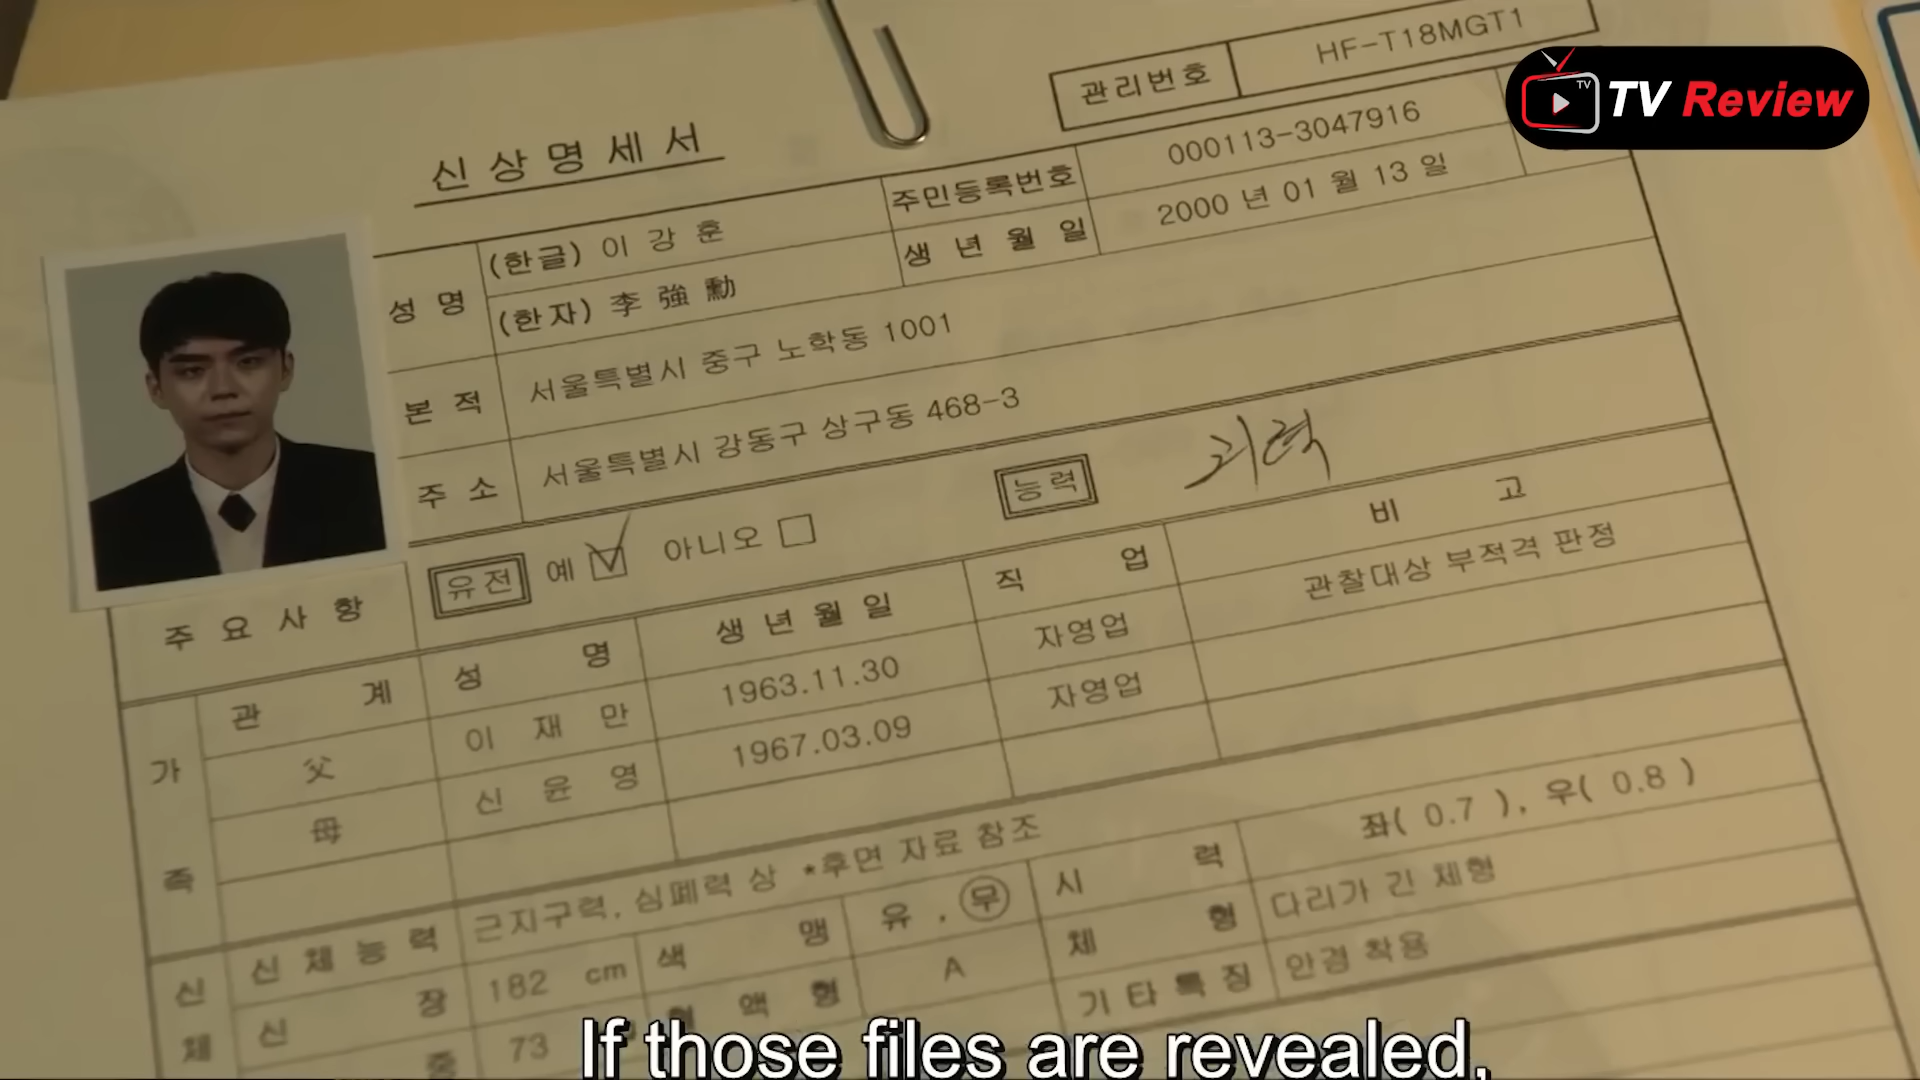 관리번호 HF-T18MGT1
TV Review
신상명세서
성명 (한글) 이강훈 주민등록번호 000113-3047916
(한자) 李強勳 생년월일 2000 년 01 월 13 일
본적 서울특별시 중구 노학동 1001
주소 서울특별시 강동구 상구동 468-3
주요사항 유전 예 아니오 능력 괴력
가족 관계 성명 생년월일 직업 비고
父 이재만 1963.11.30 자영업 관찰대상 부적격 판정
母 신윤영 1967.03.09 자영업
신체 신체능력 근지구력, 심폐력 상 *후면 자료 참조
신장 182 cm 색맹 유 . 무 시력 좌( 0.7 ), 우( 0.8 )
중 73 혈액형 A 체형 다리가 긴 체형
기타특징 안경 착용
If those files are revealed,